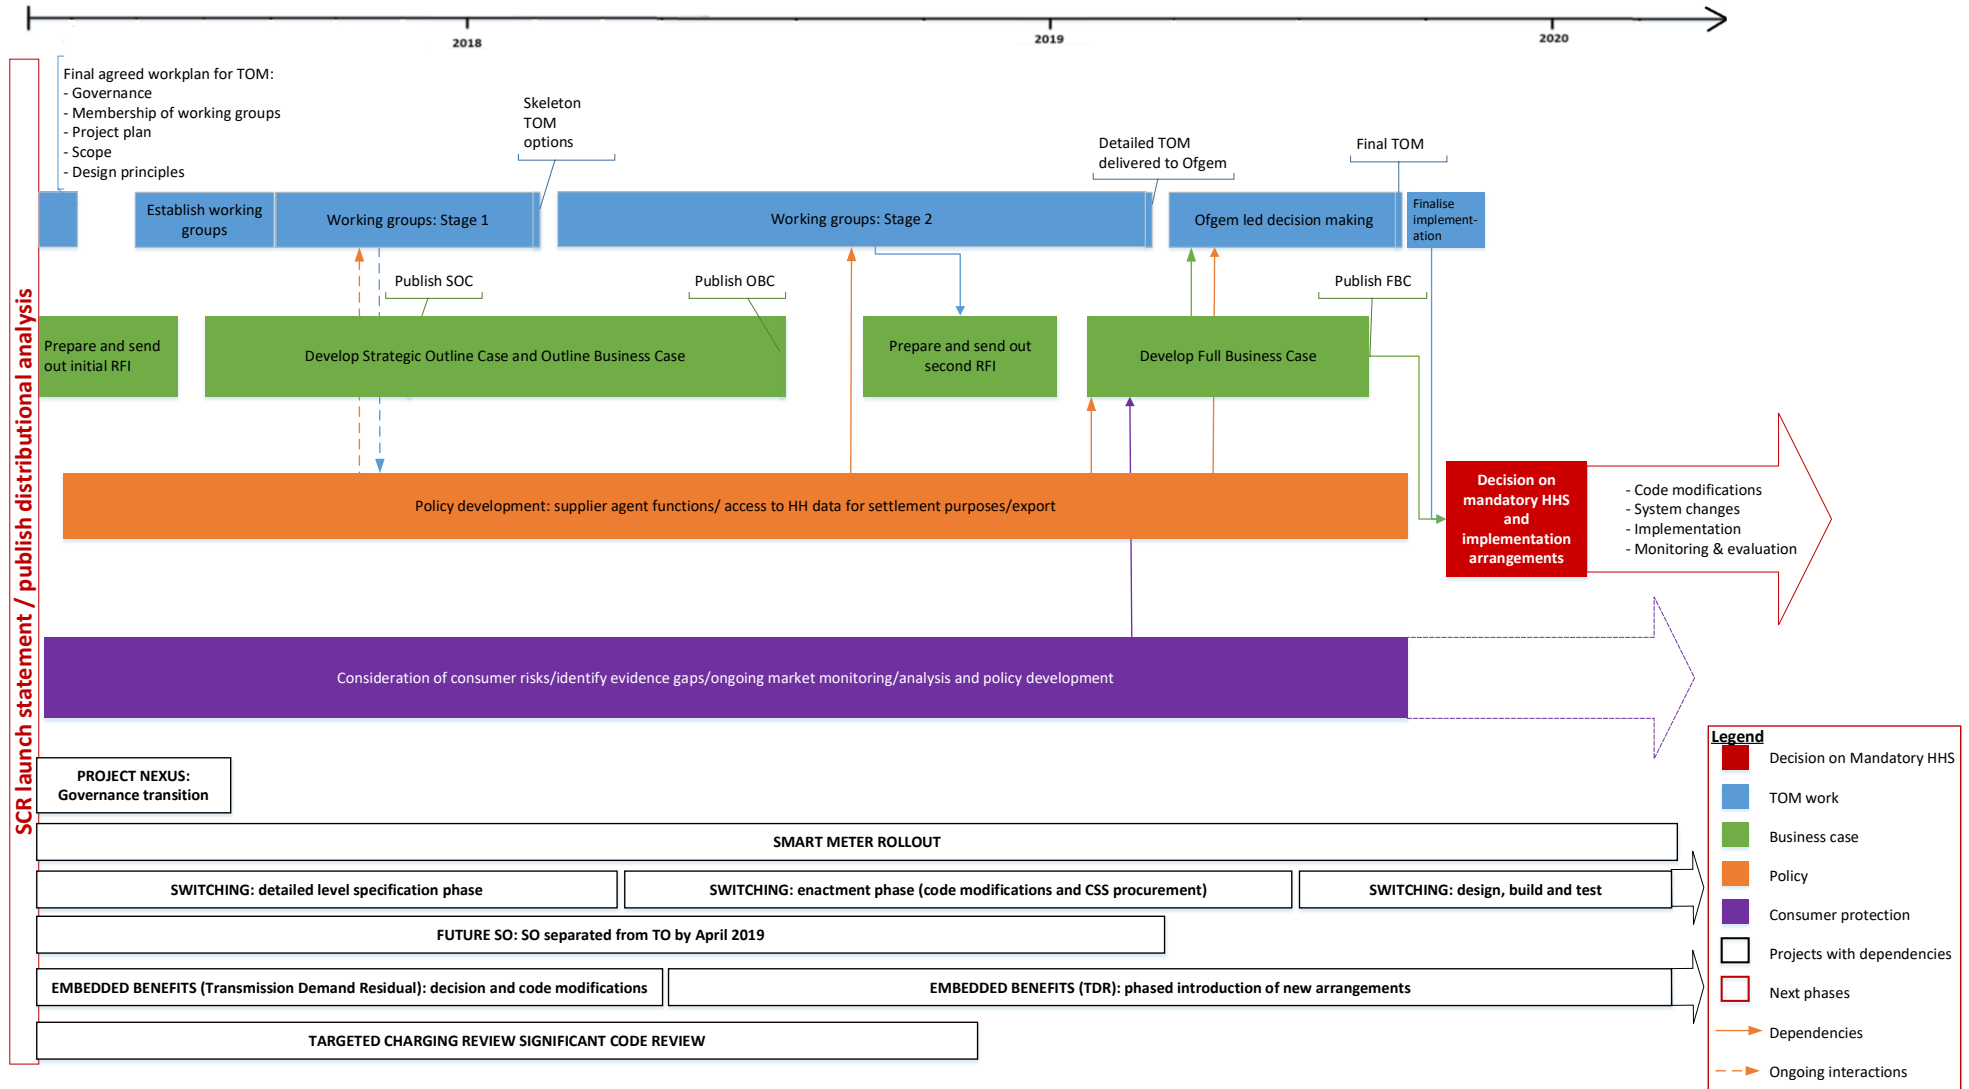 2018
2019
2020
SCR launch statement / publish distributional analysis
Final agreed workplan for TOM:
- Governance
- Membership of working groups
- Project plan
- Scope
- Design principles
Skeleton
TOM
options
Detailed TOM
delivered to Ofgem
Final TOM
Establish working
groups
Working groups: Stage 1
Working groups: Stage 2
Ofgem led decision making
Finalise
implement-
ation
Publish SOC
Publish OBC
Publish FBC
Prepare and send
out initial RFI
Develop Strategic Outline Case and Outline Business Case
Prepare and send out
second RFI
Develop Full Business Case
Policy development: supplier agent functions/ access to HH data for settlement purposes/export
Decision on
mandatory HHS
and
implementation
arrangements
- Code modifications
- System changes
- Implementation
- Monitoring & evaluation
Consideration of consumer risks/identify evidence gaps/ongoing market monitoring/analysis and policy development
PROJECT NEXUS:
Governance transition
SMART METER ROLLOUT
SWITCHING: detailed level specification phase
SWITCHING: enactment phase (code modifications and CSS procurement)
SWITCHING: design, build and test
FUTURE SO: SO separated from TO by April 2019
EMBEDDED BENEFITS (Transmission Demand Residual): decision and code modifications
EMBEDDED BENEFITS (TDR): phased introduction of new arrangements
TARGETED CHARGING REVIEW SIGNIFICANT CODE REVIEW
Legend
Decision on Mandatory HHS
TOM work
Business case
Policy
Consumer protection
Projects with dependencies
Next phases
Dependencies
Ongoing interactions